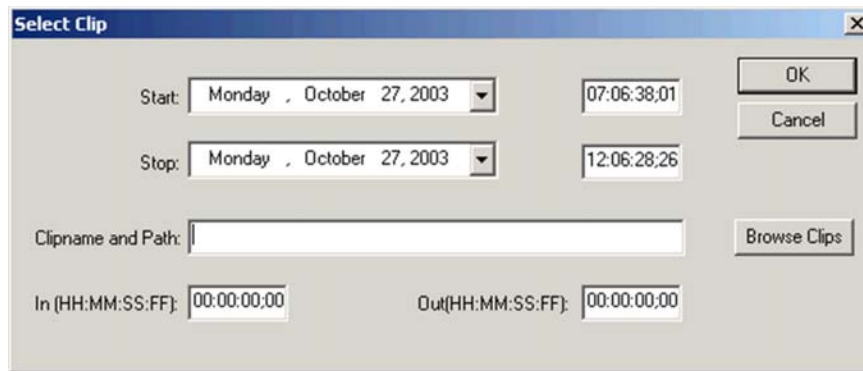 Select Clip
Start: Monday , October 27, 2003 07:06:38;01 OK
Cancel
Stop: Monday , October 27, 2003 12:06:28;26
Clipname and Path: Browse Clips
In (HH:MM:SS:FF): 00:00:00;00 Out(HH:MM:SS:FF): 00:00:00;00